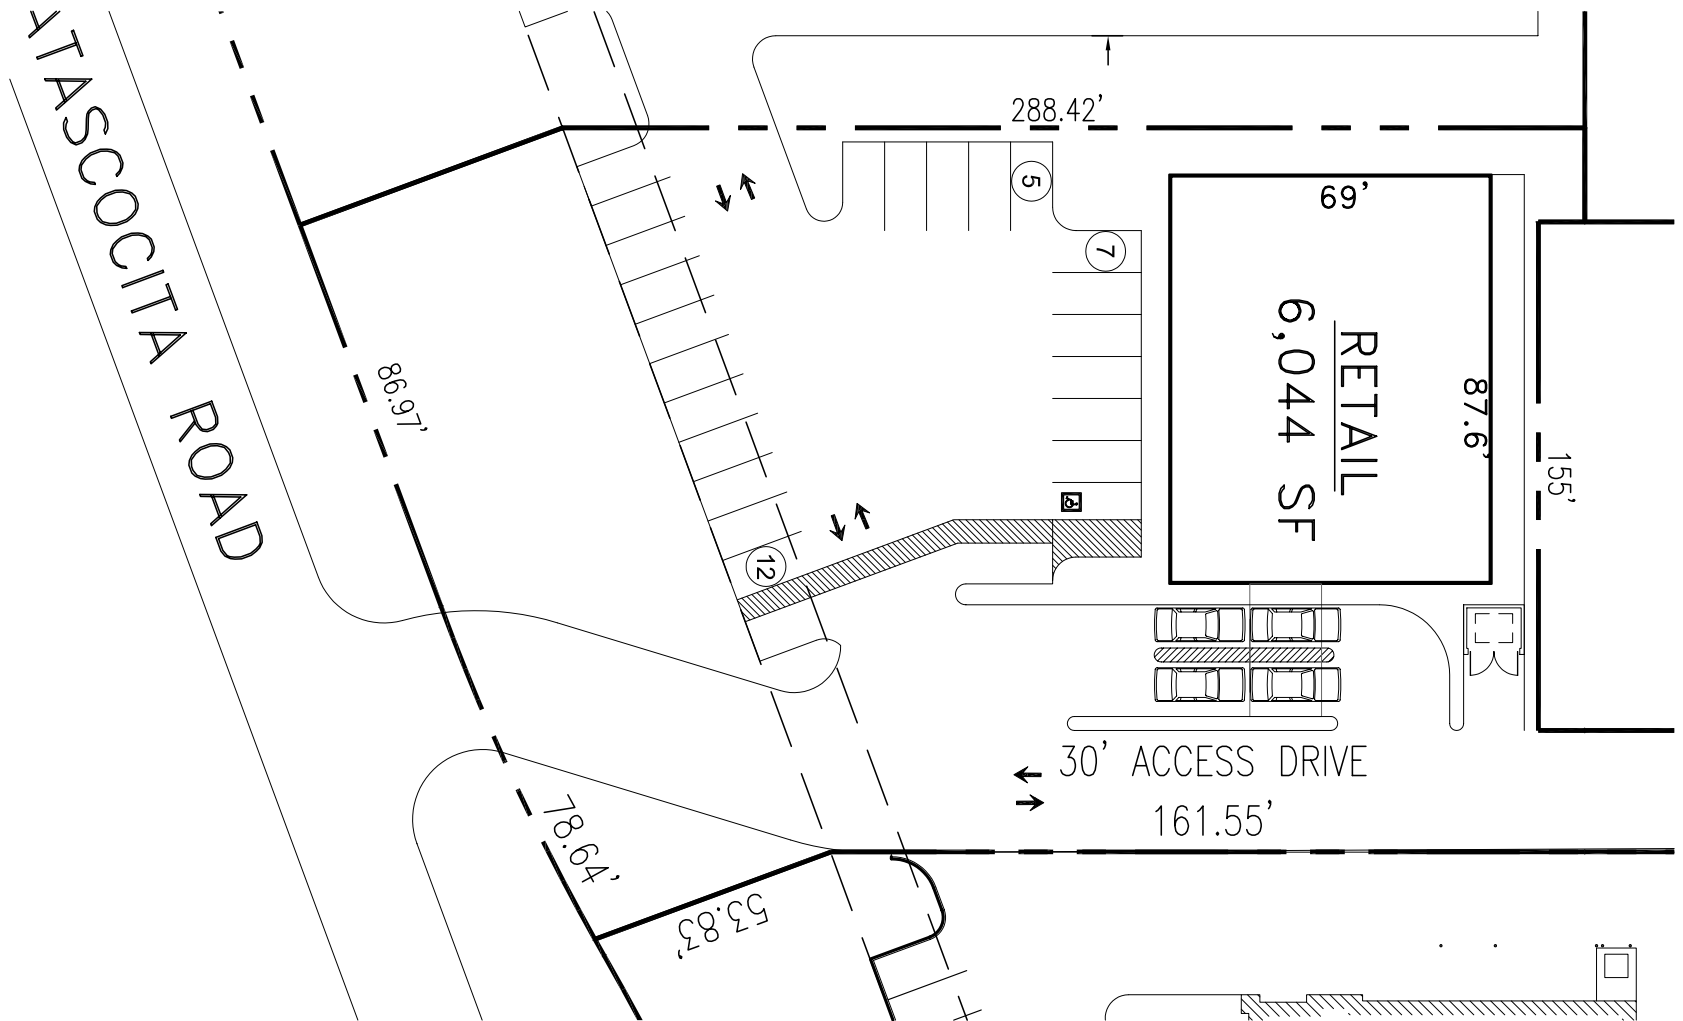 ATASCOCITA ROAD
288.42'
5
69'
7
RETAIL
6,044 SF
87.6'
86.97'
155'
12
30' ACCESS DRIVE
161.55'
78.64'
53.83'